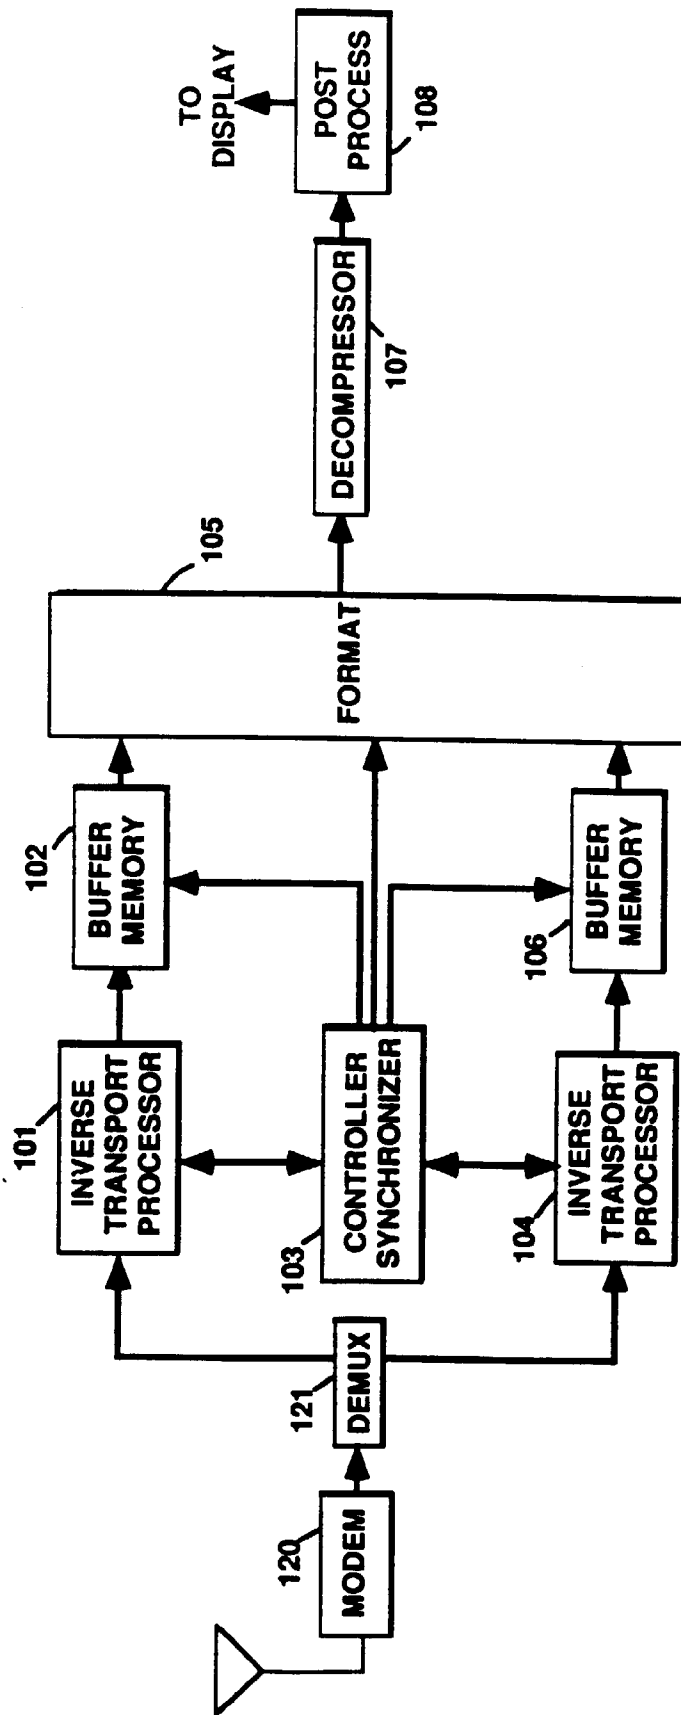 120
MODEM
121
DEMUX
101
INVERSE
TRANSPORT
PROCESSOR
103
CONTROLLER
SYNCHRONIZER
104
INVERSE
TRANSPORT
PROCESSOR
102
BUFFER
MEMORY
106
BUFFER
MEMORY
105
FORMAT
DECOMPRESSOR
107
TO
DISPLAY
POST
PROCESS
108